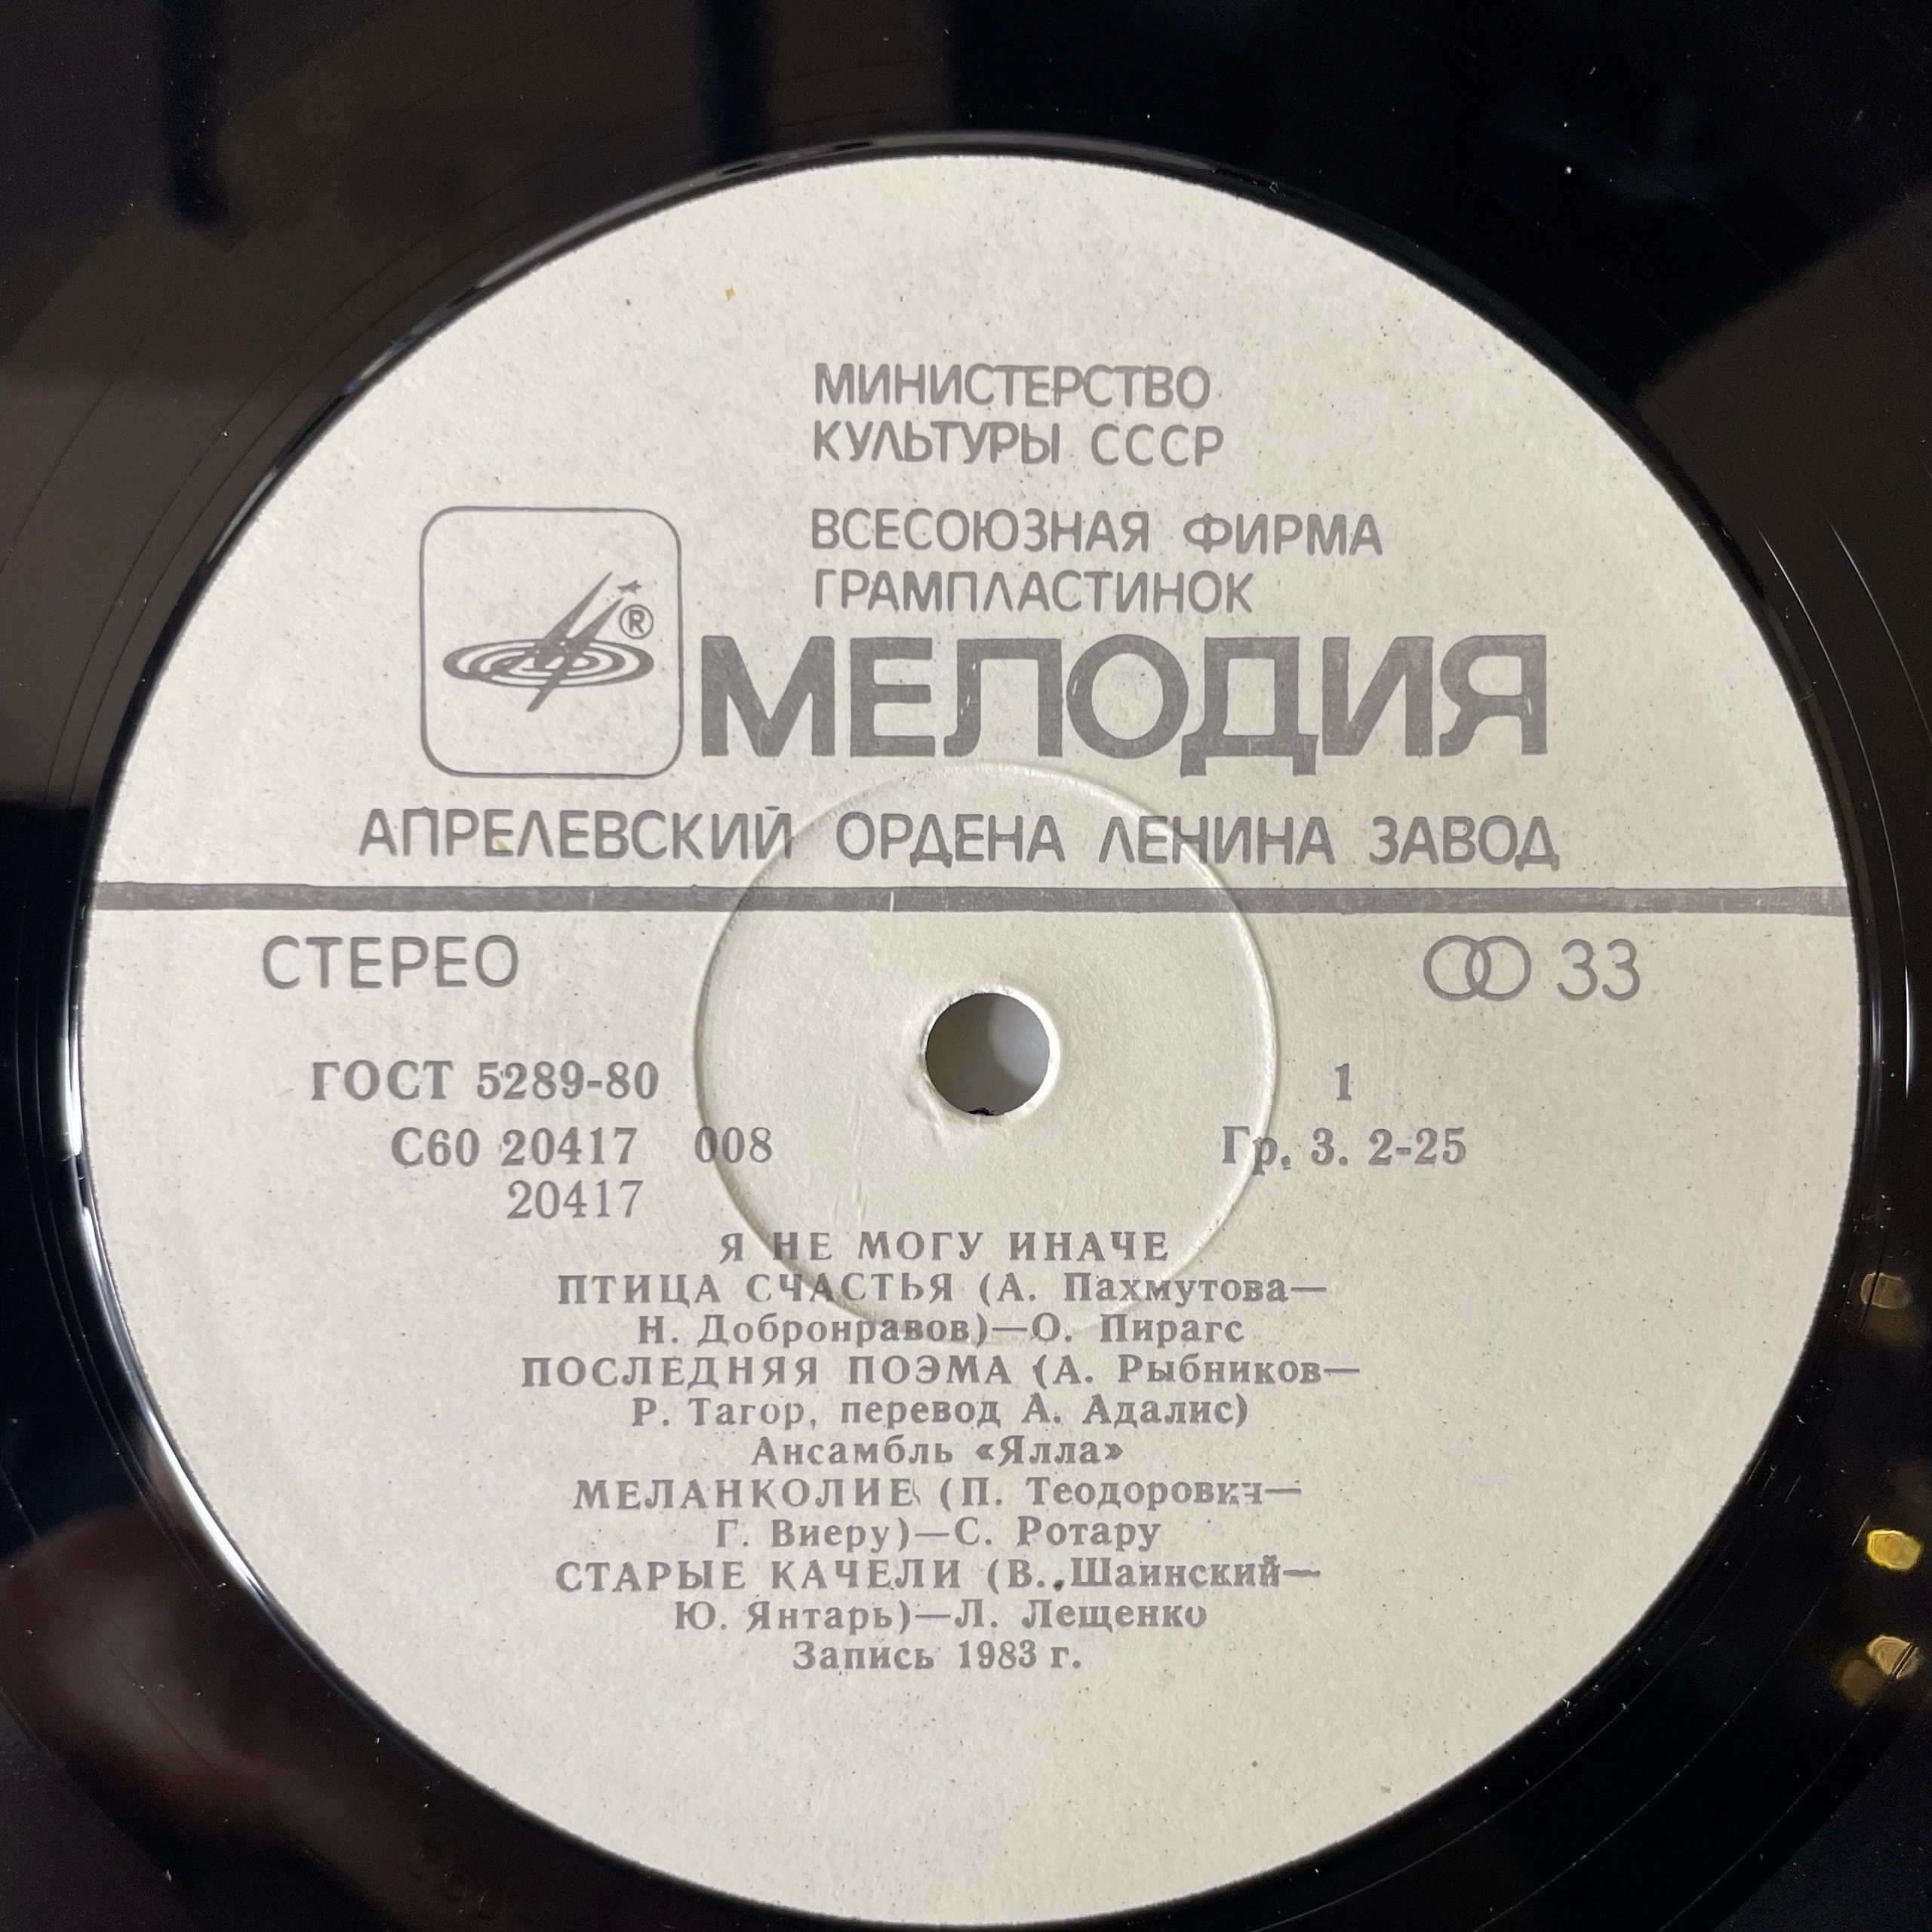 МИНИСТЕРСТВО
КУЛЬТУРЫ СССР
ВСЕСОЮЗНАЯ ФИРМА
ГРАМПЛАСТИНОК
®
МЕЛОДИЯ
АПРЕЛЕВСКИЙ ОРДЕНА ЛЕНИНА ЗАВОД
СТЕРЕО 33
ГОСТ 5289-80 1
С60 20417 008 Гр. 3. 2-25
20417
Я НЕ МОГУ ИНАЧЕ
ПТИЦА СЧАСТЬЯ (А. Пахмутова—
Н. Добронравов)—О. Пирагс
ПОСЛЕДНЯЯ ПОЭМА (А. Рыбников—
Р. Тагор, перевод А. Адалис)
Ансамбль «Ялла»
МЕЛАНКОЛИЕ (П. Теодорович—
Г. Виеру)—С. Ротару
СТАРЫЕ КАЧЕЛИ (В. Шаинский—
Ю. Янтарь)—Л. Лещенко
Запись 1983 г.